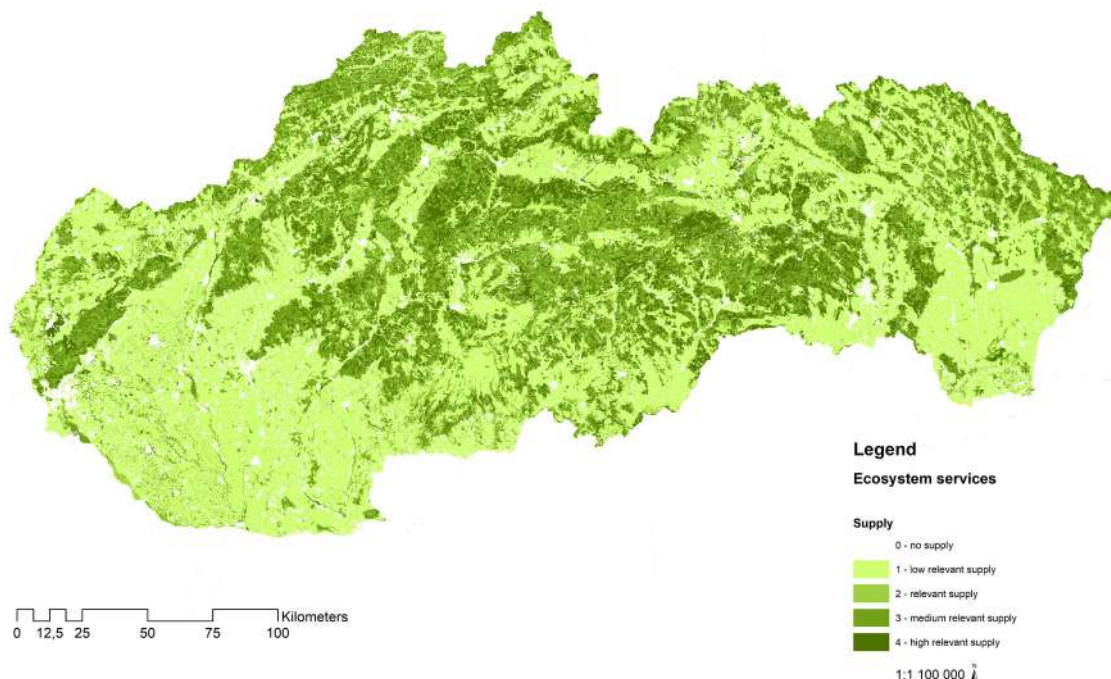 Legend
Ecosystem services
Supply
0 - no supply
1 - low relevant supply
2 - relevant supply
3 - medium relevant supply
4 - high relevant supply
1:1 100 000 N
Kilometers
0 12,5 25 50 75 100